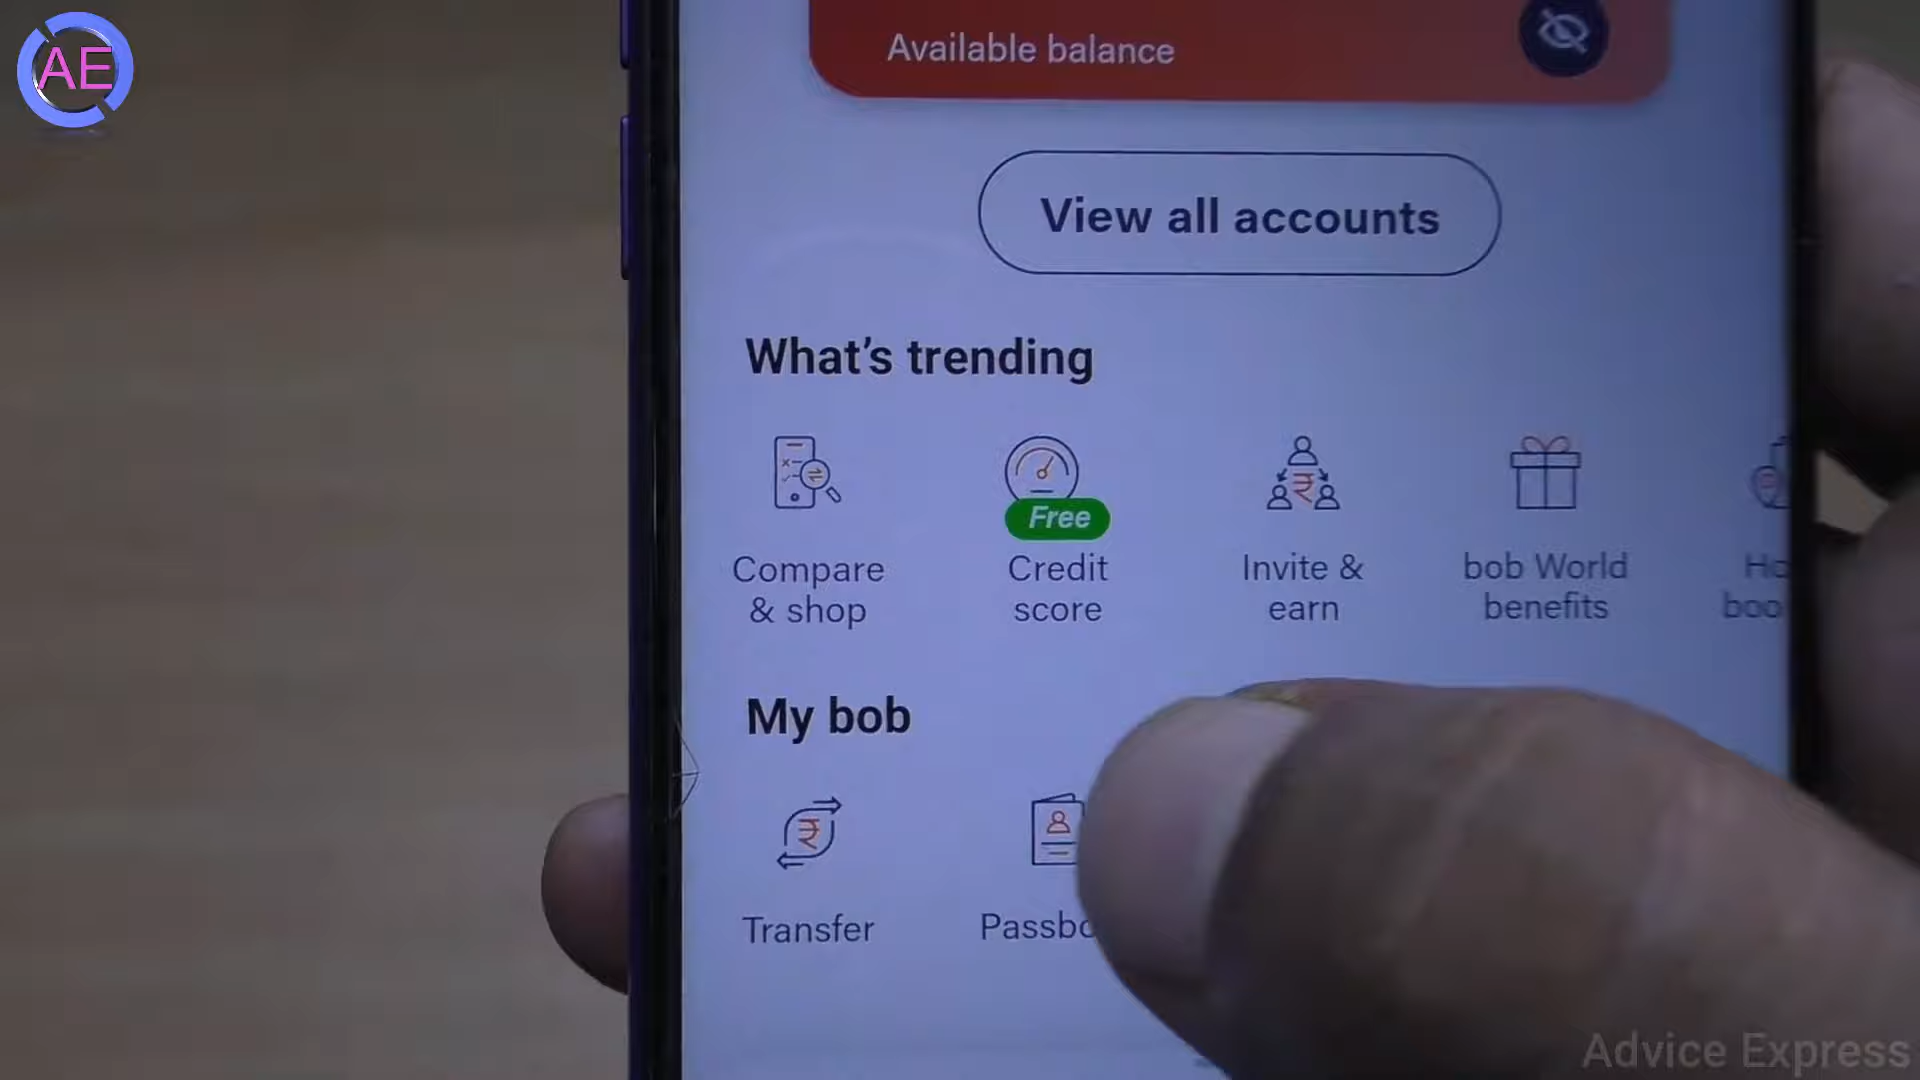 AE
Available balance
View all accounts
What's trending
Free
Compare
& shop
Credit
score
Invite &
earn
bob World
benefits
My bob
Transfer
Advice Express